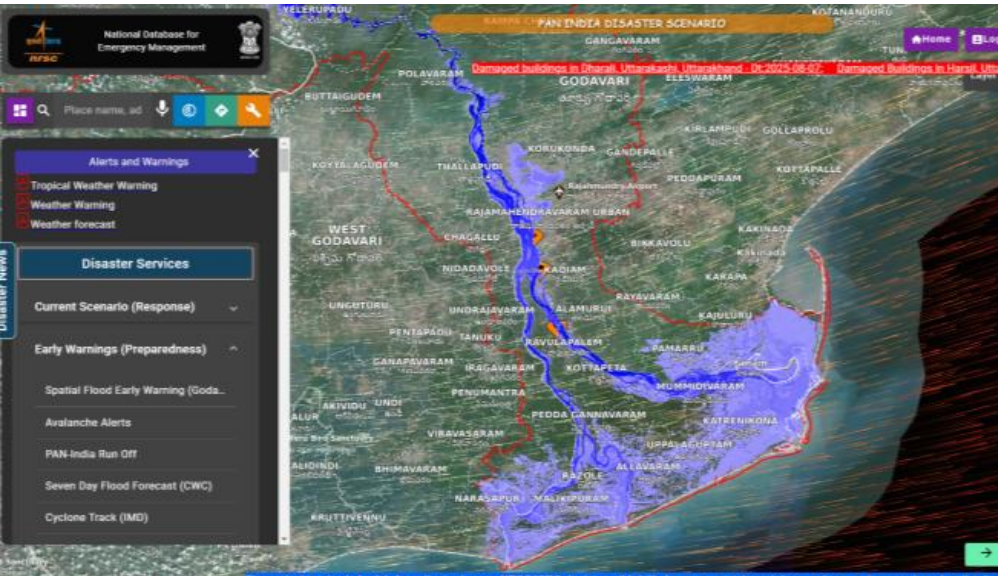 YELERUPADU
PAN INDIA DISASTER SCENARIO
KOTANANDURU
National Database for
Emergency Management
nrsc
GANGAVARAM
Home
Log
POLAVARAM
Damaged buildings in Dharali, Uttarakashi, Uttarakhand - Dt:2025-08-07, Damaged Buildings in Harsil, Utta
GODAVARI
ELESWARAM
Layer
BUTTAIGUDEM
Place name, ad
KIRLAMPUDI
GOLLAPROLU
KORUKONDA
GANDEPALLE
Alerts and Warnings
KOYYALAGUDEM
THALLAPUDI
KOTTAPALLE
PEDDAPURAM
Tropical Weather Warning
Rajahmundry Airport
Weather Warning
RAJAMAHENDRAVARAM URBAN
Weather forecast
WEST
GODAVARI
CHAGALLU
BIKKAVOLU
KAKINADA
Kakinada
Disaster News
Disaster Services
NIDADAVOLE
KADIAM
KARAPA
Current Scenario (Response)
UNGUTURU
UNDRAJAVARAM
ALAMURU
RAYAVARAM
KAJULURU
PENTAPADU
TANUKU
RAVULAPALEM
PAMARRU
Early Warnings (Preparedness)
GANAPAVARAM
IRAGAVARAM
KOTTAPETA
MUMMIDIVARAM
Spatial Flood Early Warning (Goda...
PENUMANTRA
AKIVIDU
UNDI
PEDDA GANNAVARAM
KATRENIKONA
Avalanche Alerts
VIRAVASARAM
UPPALAGUPTAM
PAN-India Run Off
BHIMAVARAM
RAZOLE
ALLAVARAM
Seven Day Flood Forecast (CWC)
NARASAPUR
MALIKIPURAM
Cyclone Track (IMD)
KRUTTIVENNU